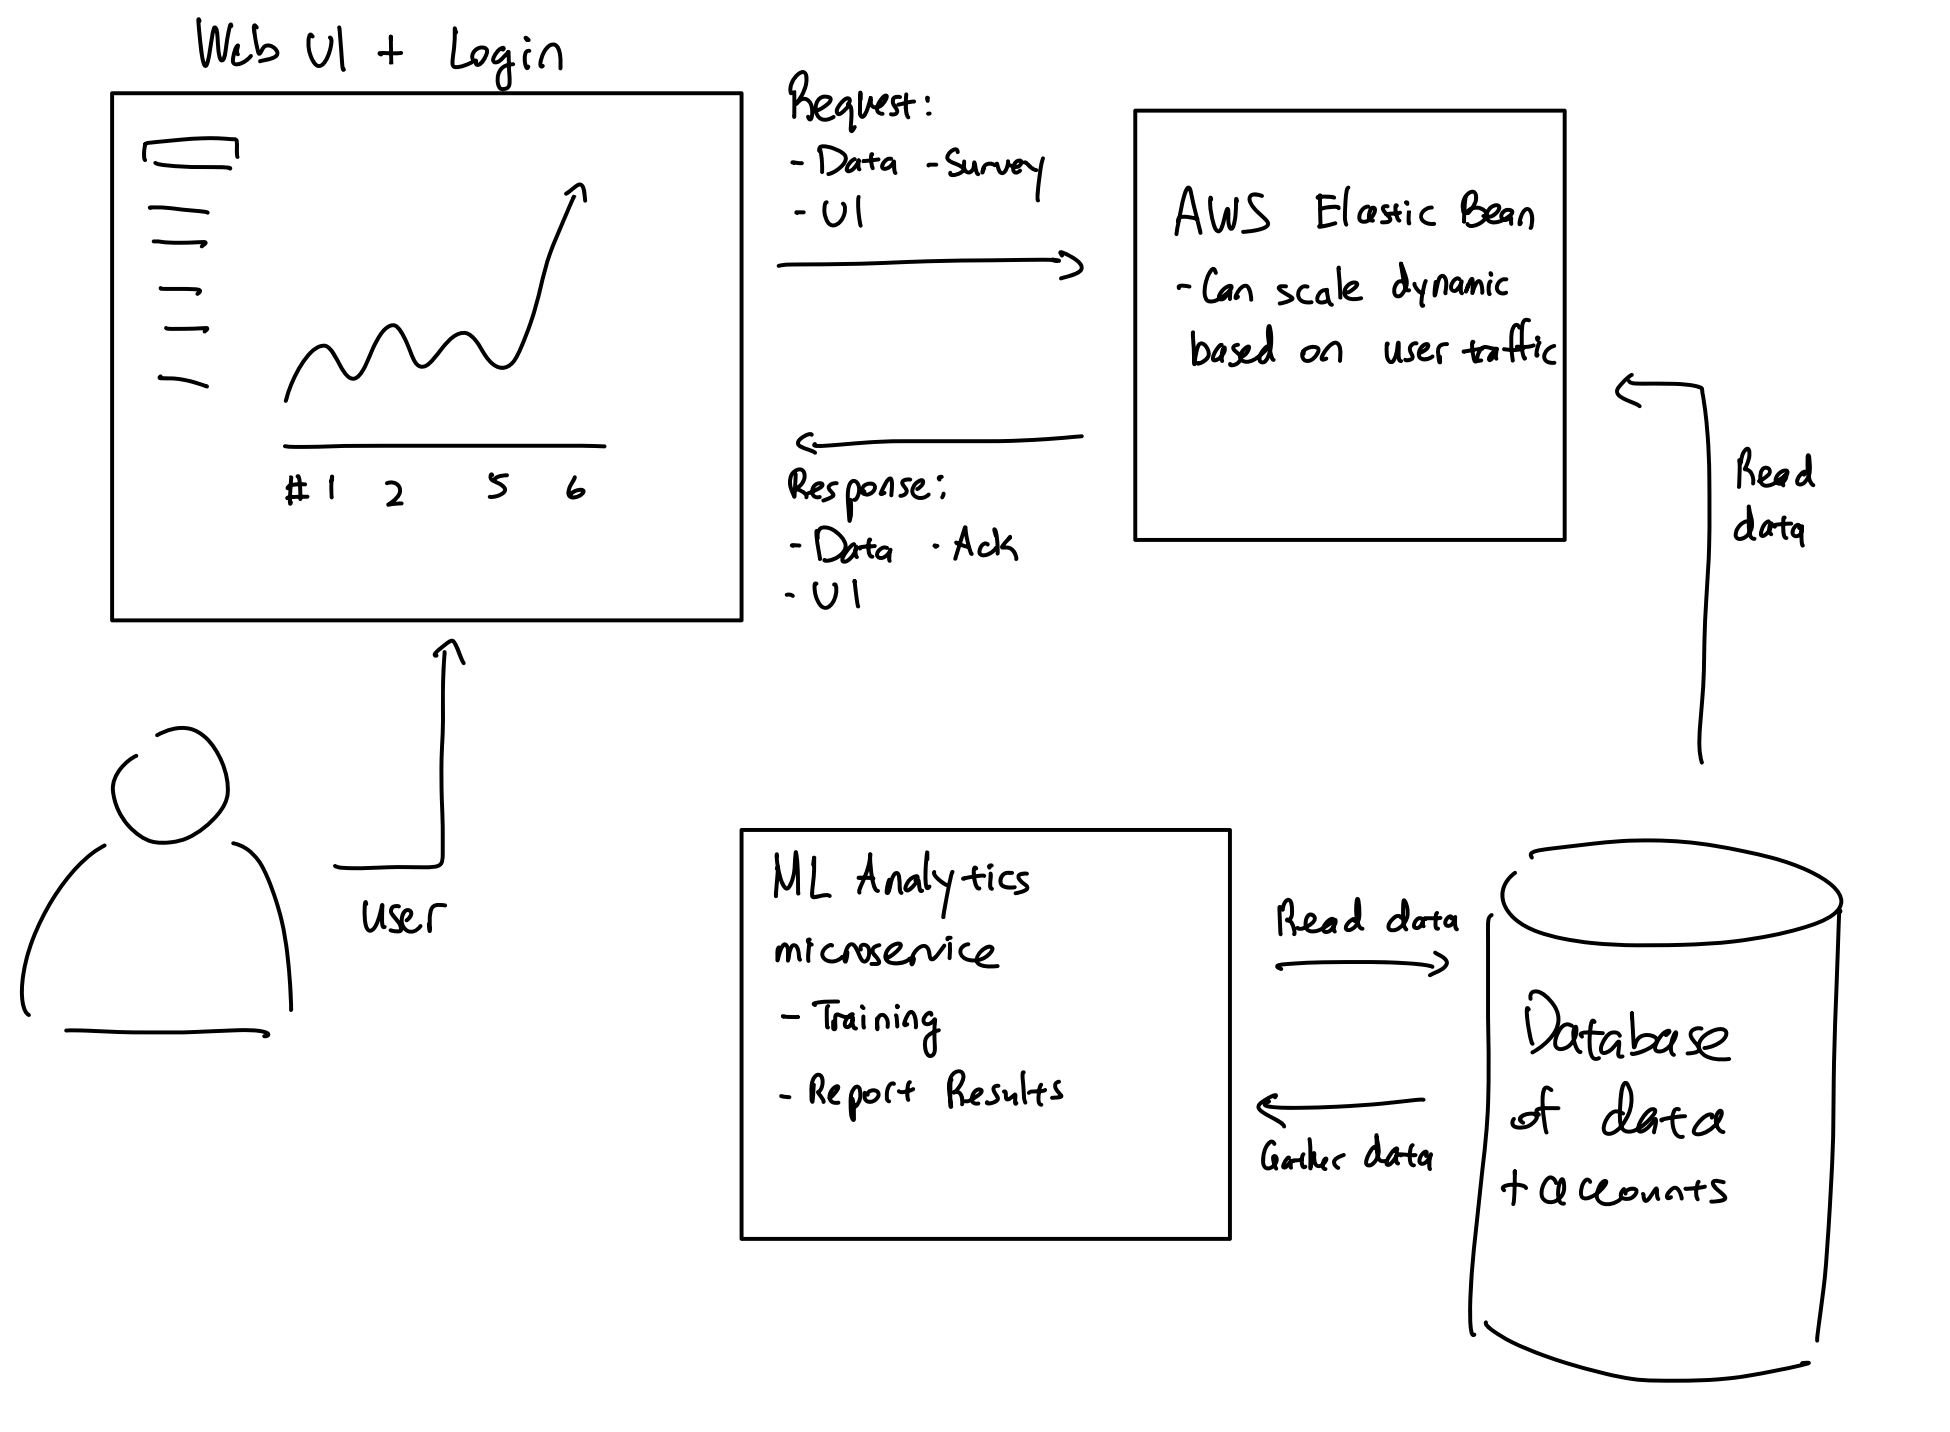 Web UI + Login
# 1 2 5 6
Request:
- Data - Survey
- UI
Response:
- Data · Ack
- UI
AWS Elastic Bean
- Can scale dynamic
based on user traffic
Read
data
user
ML Analytics
microservice
- Training
- Report Results
Read data
Gather data
Database
of data
+ accounts